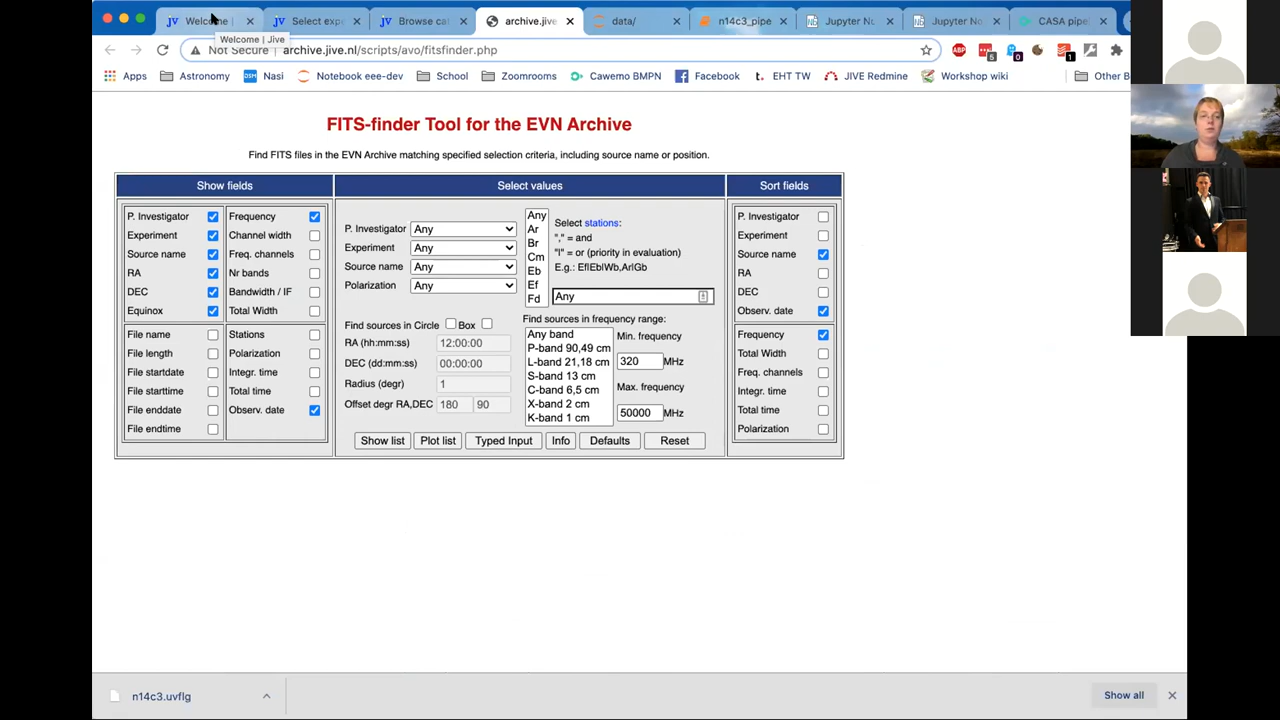 Welcome |
Select expe
Browse cat
archive.jive
data/
n14c3_pipe
Jupyter Nu
Jupyter Nu
CASA pipe
Welcome | Jive
Not Secure
archive.jive.nl/scripts/avo/fitsfinder.php
ABP
5
0
1
Apps
Astronomy
DSM
Nasi
Notebook eee-dev
School
Zoomrooms
Cawemo BMPN
Facebook
EHT TW
JIVE Redmine
Workshop wiki
Other B
FITS-finder Tool for the EVN Archive
Find FITS files in the EVN Archive matching specified selection criteria, including source name or position.
Show fields
Select values
Sort fields
P. Investigator
Experiment
Source name
RA
DEC
Equinox
File name
File length
File startdate
File starttime
File enddate
File endtime
Frequency
Channel width
Freq. channels
Nr bands
Bandwidth / IF
Total Width
Stations
Polarization
Integr. time
Total time
Observ. date
P. Investigator Any
Experiment Any
Source name Any
Polarization Any
Any
Ar
Br
Cm
Eb
Ef
Fd
Select stations:
"," = and
"|" = or (priority in evaluation)
E.g.: Ef|Eb|Wb,Ar|Gb
Any
Find sources in Circle Box
RA (hh:mm:ss) 12:00:00
DEC (dd:mm:ss) 00:00:00
Radius (degr) 1
Offset degr RA,DEC 180 90
Find sources in frequency range:
Any band
P-band 90,49 cm
L-band 21,18 cm
S-band 13 cm
C-band 6,5 cm
X-band 2 cm
K-band 1 cm
Min. frequency
320 MHz
Max. frequency
50000 MHz
Show list
Plot list
Typed Input
Info
Defaults
Reset
P. Investigator
Experiment
Source name
RA
DEC
Observ. date
Frequency
Total Width
Freq. channels
Integr. time
Total time
Polarization
n14c3.uvflg
Show all